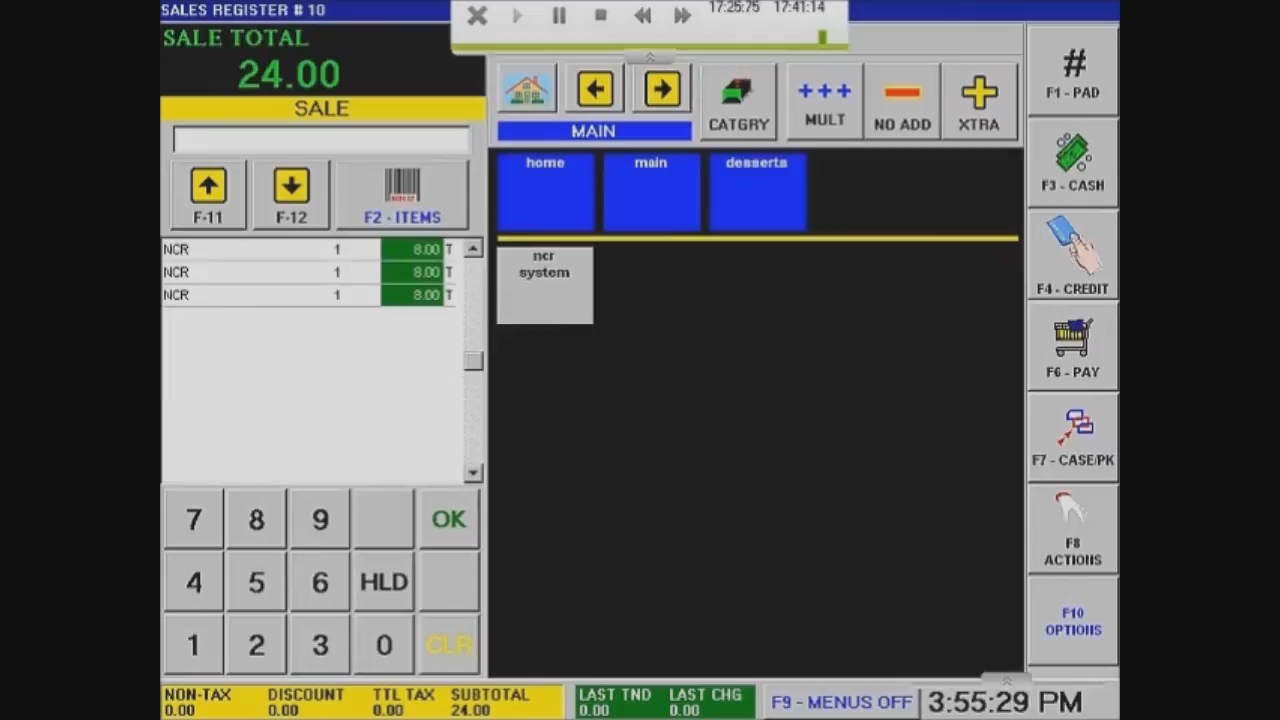 SALES REGISTER # 10
17:25:75 17:41:14
SALE TOTAL
24.00
SALE
F-11
F-12
F2 - ITEMS
NCR 1 8.00 T
NCR 1 8.00 T
NCR 1 8.00 T
7 8 9 OK
4 5 6 HLD
1 2 3 0 CLR
MAIN
CATGRY
+++
MULT
NO ADD
XTRA
home
main
desserts
ncr
system
#
F1 - PAD
F3 - CASH
F4 - CREDIT
F6 - PAY
F7 - CASE/PK
F8
ACTIONS
F10
OPTIONS
NON-TAX DISCOUNT TTL TAX SUBTOTAL
0.00 0.00 0.00 24.00
LAST TND LAST CHG
0.00 0.00
F9 - MENUS OFF
3:55:29 PM